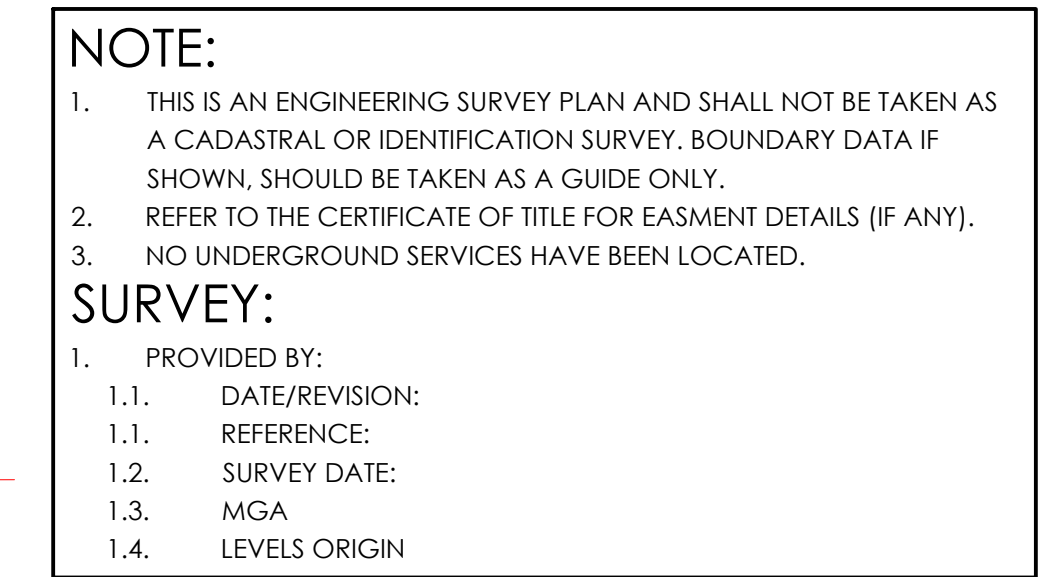 NOTE:
1. THIS IS AN ENGINEERING SURVEY PLAN AND SHALL NOT BE TAKEN AS
A CADASTRAL OR IDENTIFICATION SURVEY. BOUNDARY DATA IF
SHOWN, SHOULD BE TAKEN AS A GUIDE ONLY.
2. REFER TO THE CERTIFICATE OF TITLE FOR EASMENT DETAILS (IF ANY).
3. NO UNDERGROUND SERVICES HAVE BEEN LOCATED.
SURVEY:
1. PROVIDED BY:
1.1. DATE/REVISION:
1.1. REFERENCE:
1.2. SURVEY DATE:
1.3. MGA
1.4. LEVELS ORIGIN